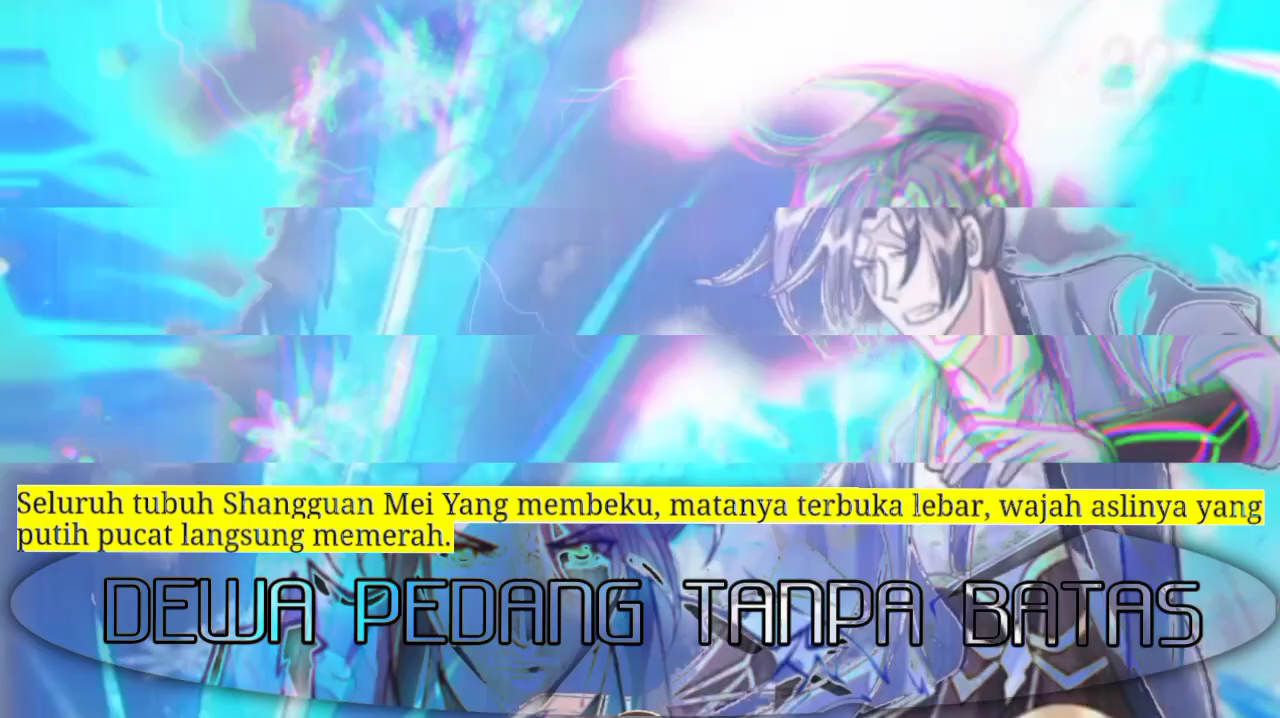 227
Seluruh tubuh Shangguan Mei Yang membeku, matanya terbuka lebar, wajah aslinya yang
putih pucat langsung memerah.
DEWA PEDANG TANPA BATAS